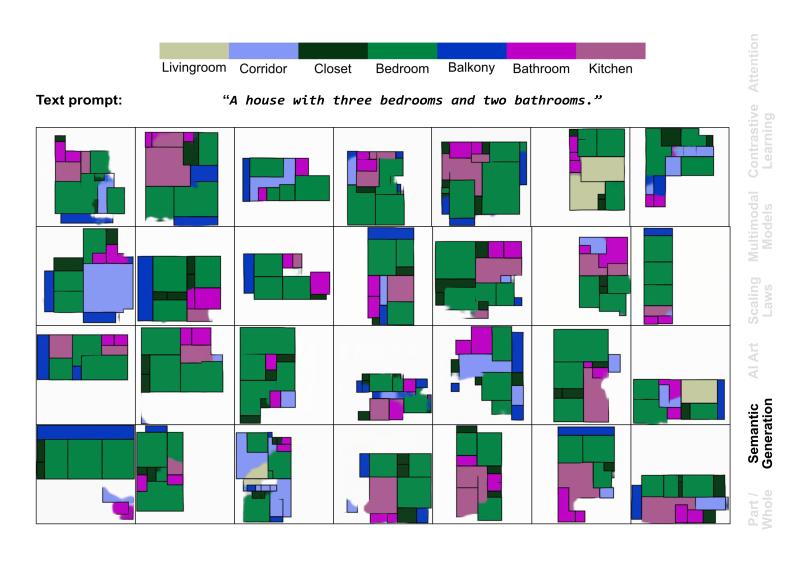 Livingroom Corridor Closet Bedroom Balkony Bathroom Kitchen
Text prompt: “A house with three bedrooms and two bathrooms.”
Attention
Contrastive
Learning
Multimodal
Models
Scaling
Laws
AI Art
Semantic
Generation
Part /
Whole